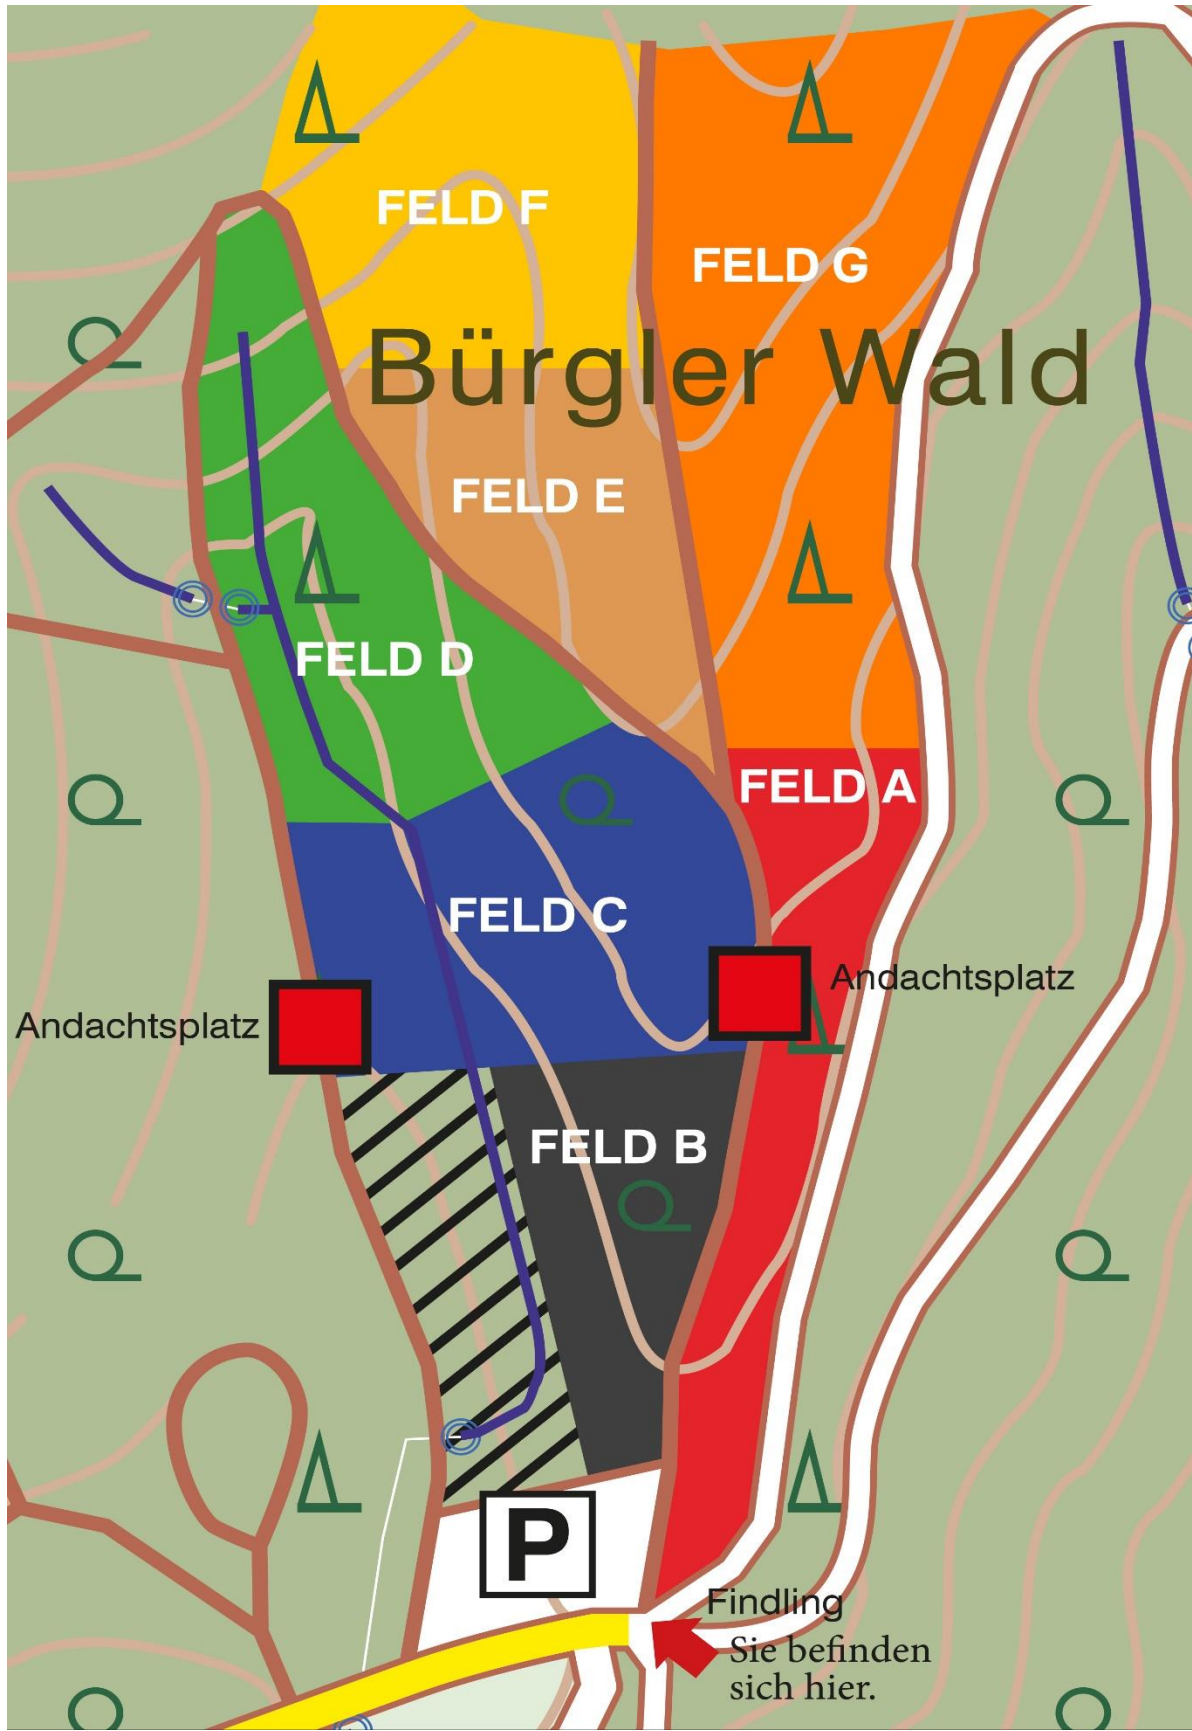 FELD F
FELD G
Bürgler Wald
FELD E
FELD D
FELD A
FELD C
Andachtsplatz
Andachtsplatz
FELD B
P
Findling
Sie befinden
sich hier.